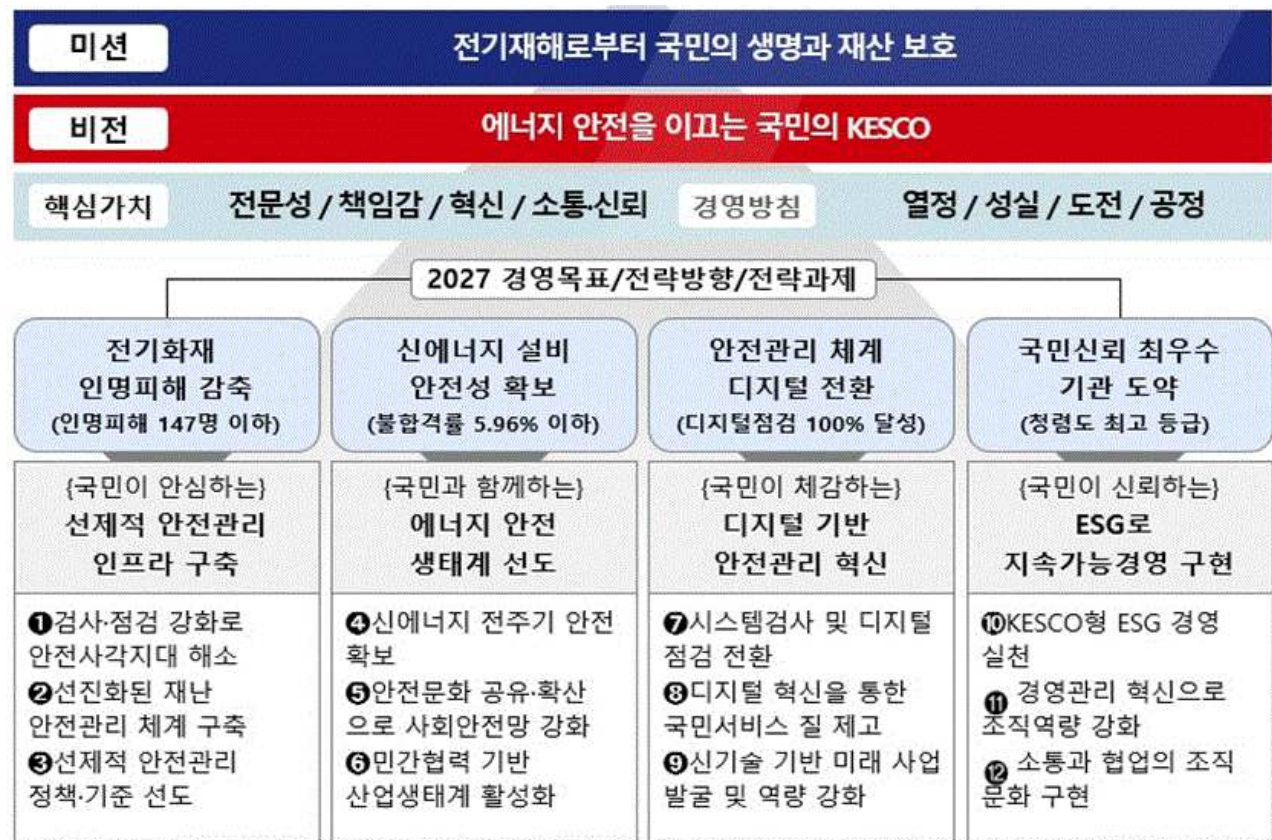 미션
전기재해로부터 국민의 생명과 재산 보호
비전
에너지 안전을 이끄는 국민의 KESCO
핵심가치
전문성 / 책임감 / 혁신 / 소통·신뢰
경영방침
열정 / 성실 / 도전 / 공정
2027 경영목표/전략방향/전략과제
전기화재
인명피해 감축
(인명피해 147명 이하)
신에너지 설비
안전성 확보
(불합격률 5.96% 이하)
안전관리 체계
디지털 전환
(디지털점검 100% 달성)
국민신뢰 최우수
기관 도약
(청렴도 최고 등급)
{국민이 안심하는}
선제적 안전관리
인프라 구축
{국민과 함께하는}
에너지 안전
생태계 선도
{국민이 체감하는}
디지털 기반
안전관리 혁신
{국민이 신뢰하는}
ESG로
지속가능경영 구현
❶검사·점검 강화로
안전사각지대 해소
❷선진화된 재난
안전관리 체계 구축
❸선제적 안전관리
정책·기준 선도
❹신에너지 전주기 안전
확보
❺안전문화 공유·확산
으로 사회안전망 강화
❻민간협력 기반
산업생태계 활성화
❼시스템검사 및 디지털
점검 전환
❽디지털 혁신을 통한
국민서비스 질 제고
❾신기술 기반 미래 사업
발굴 및 역량 강화
❿KESCO형 ESG 경영
실천
⓫ 경영관리 혁신으로
조직역량 강화
⓬ 소통과 협업의 조직
문화 구현